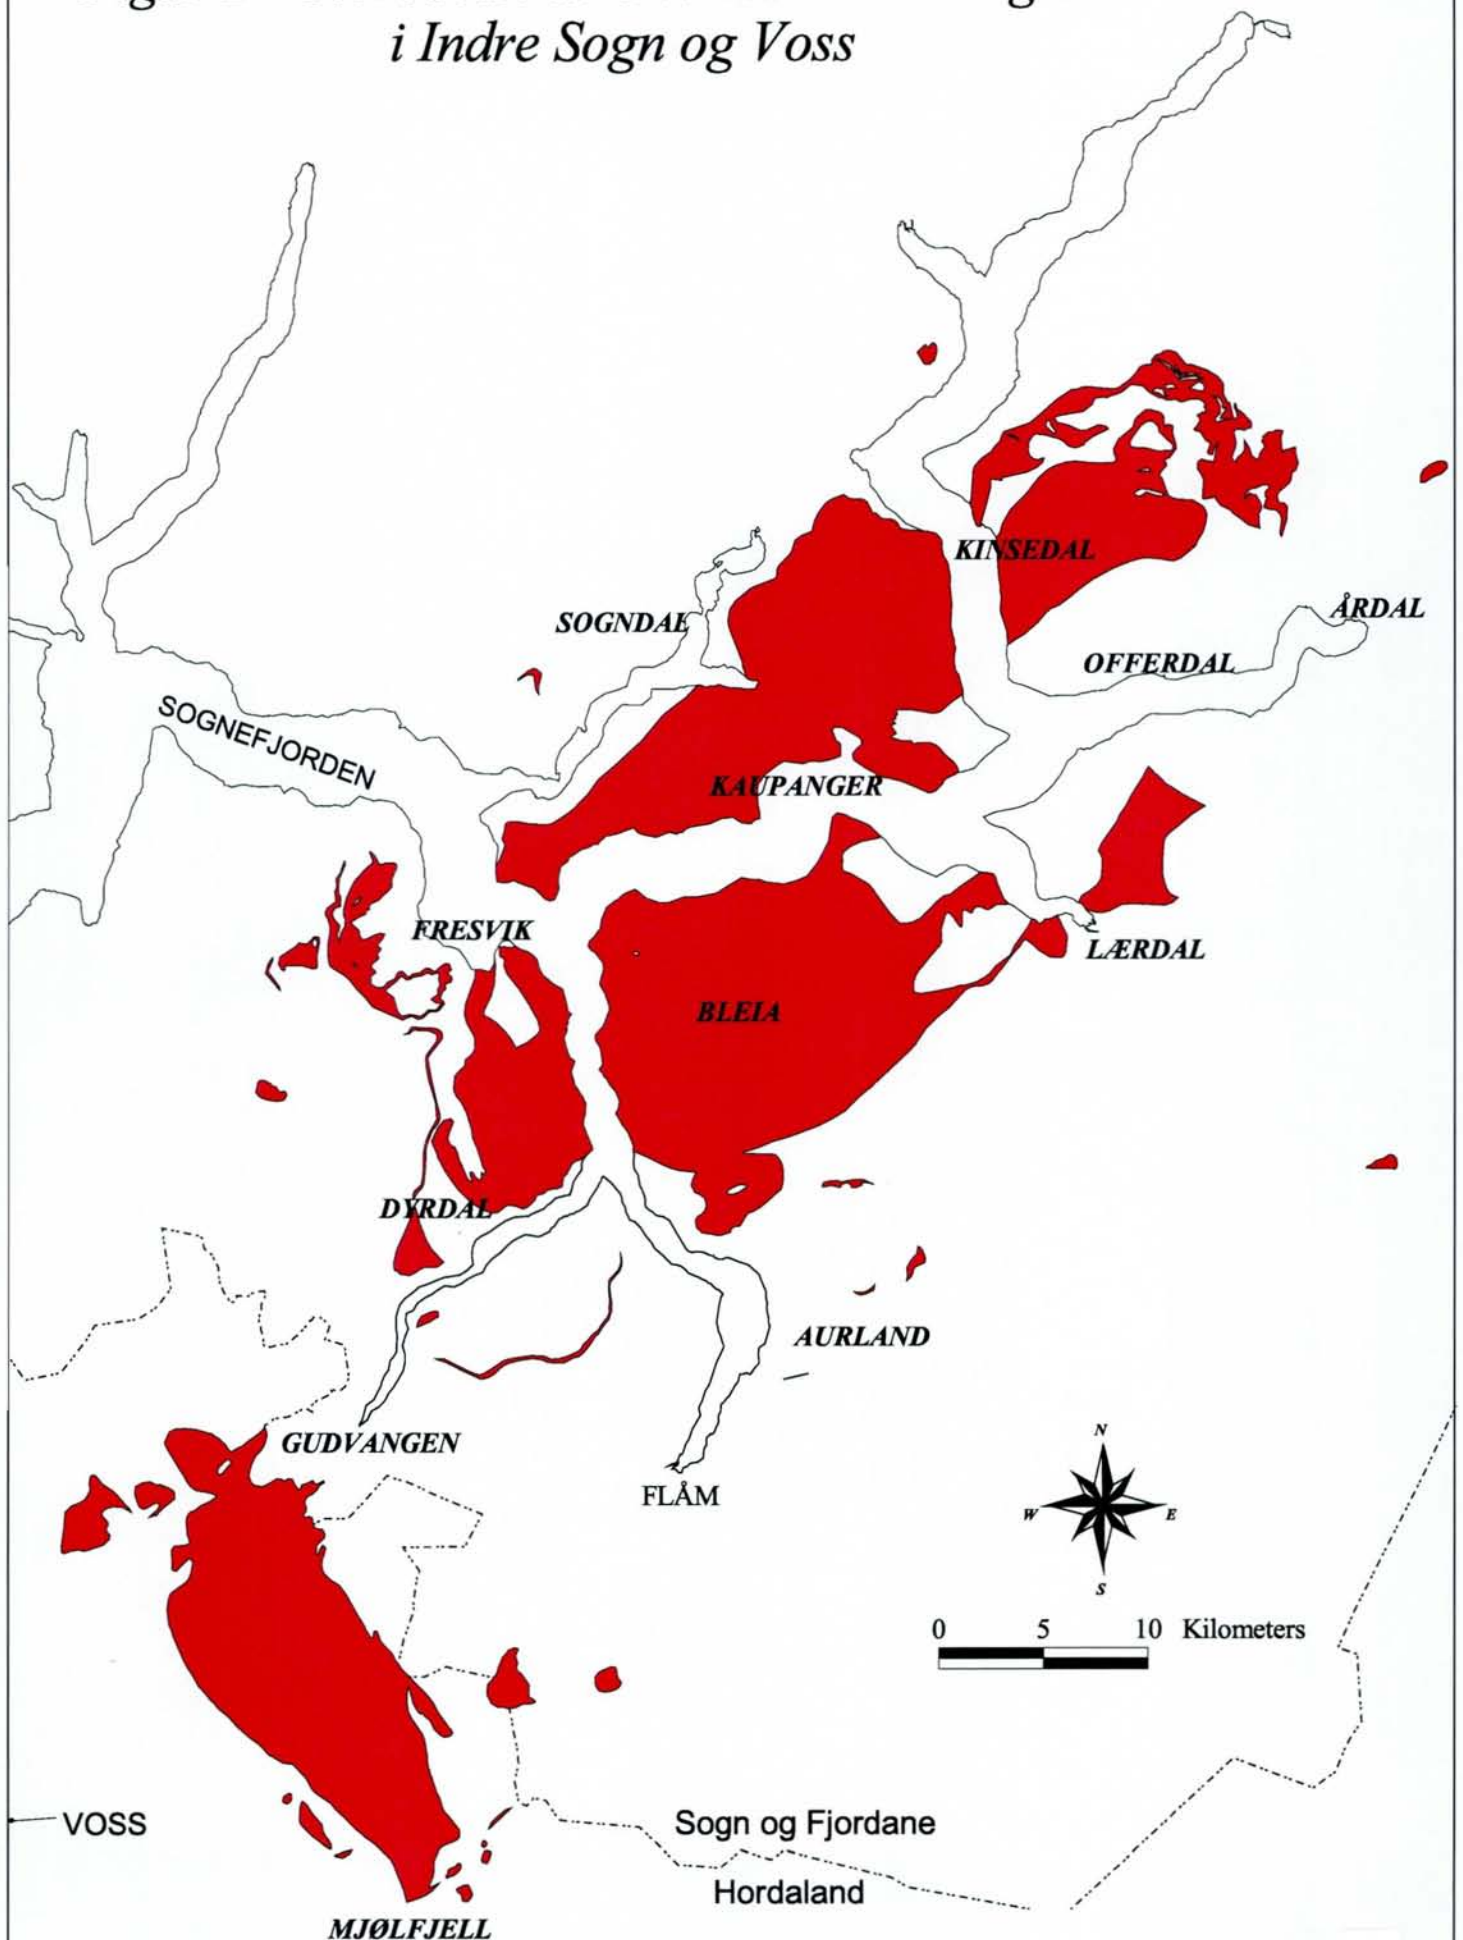 i Indre Sogn og Voss
KINSEDAL
SOGNDAL
ÅRDAL
OFFERDAL
SOGNEFJORDEN
KAUPANGER
FRESVIK
LÆRDAL
BLEIA
DYRDAL
AURLAND
GUDVANGEN
FLÅM
N
W
E
S
0 5 10 Kilometers
VOSS
Sogn og Fjordane
Hordaland
MJØLFJELL